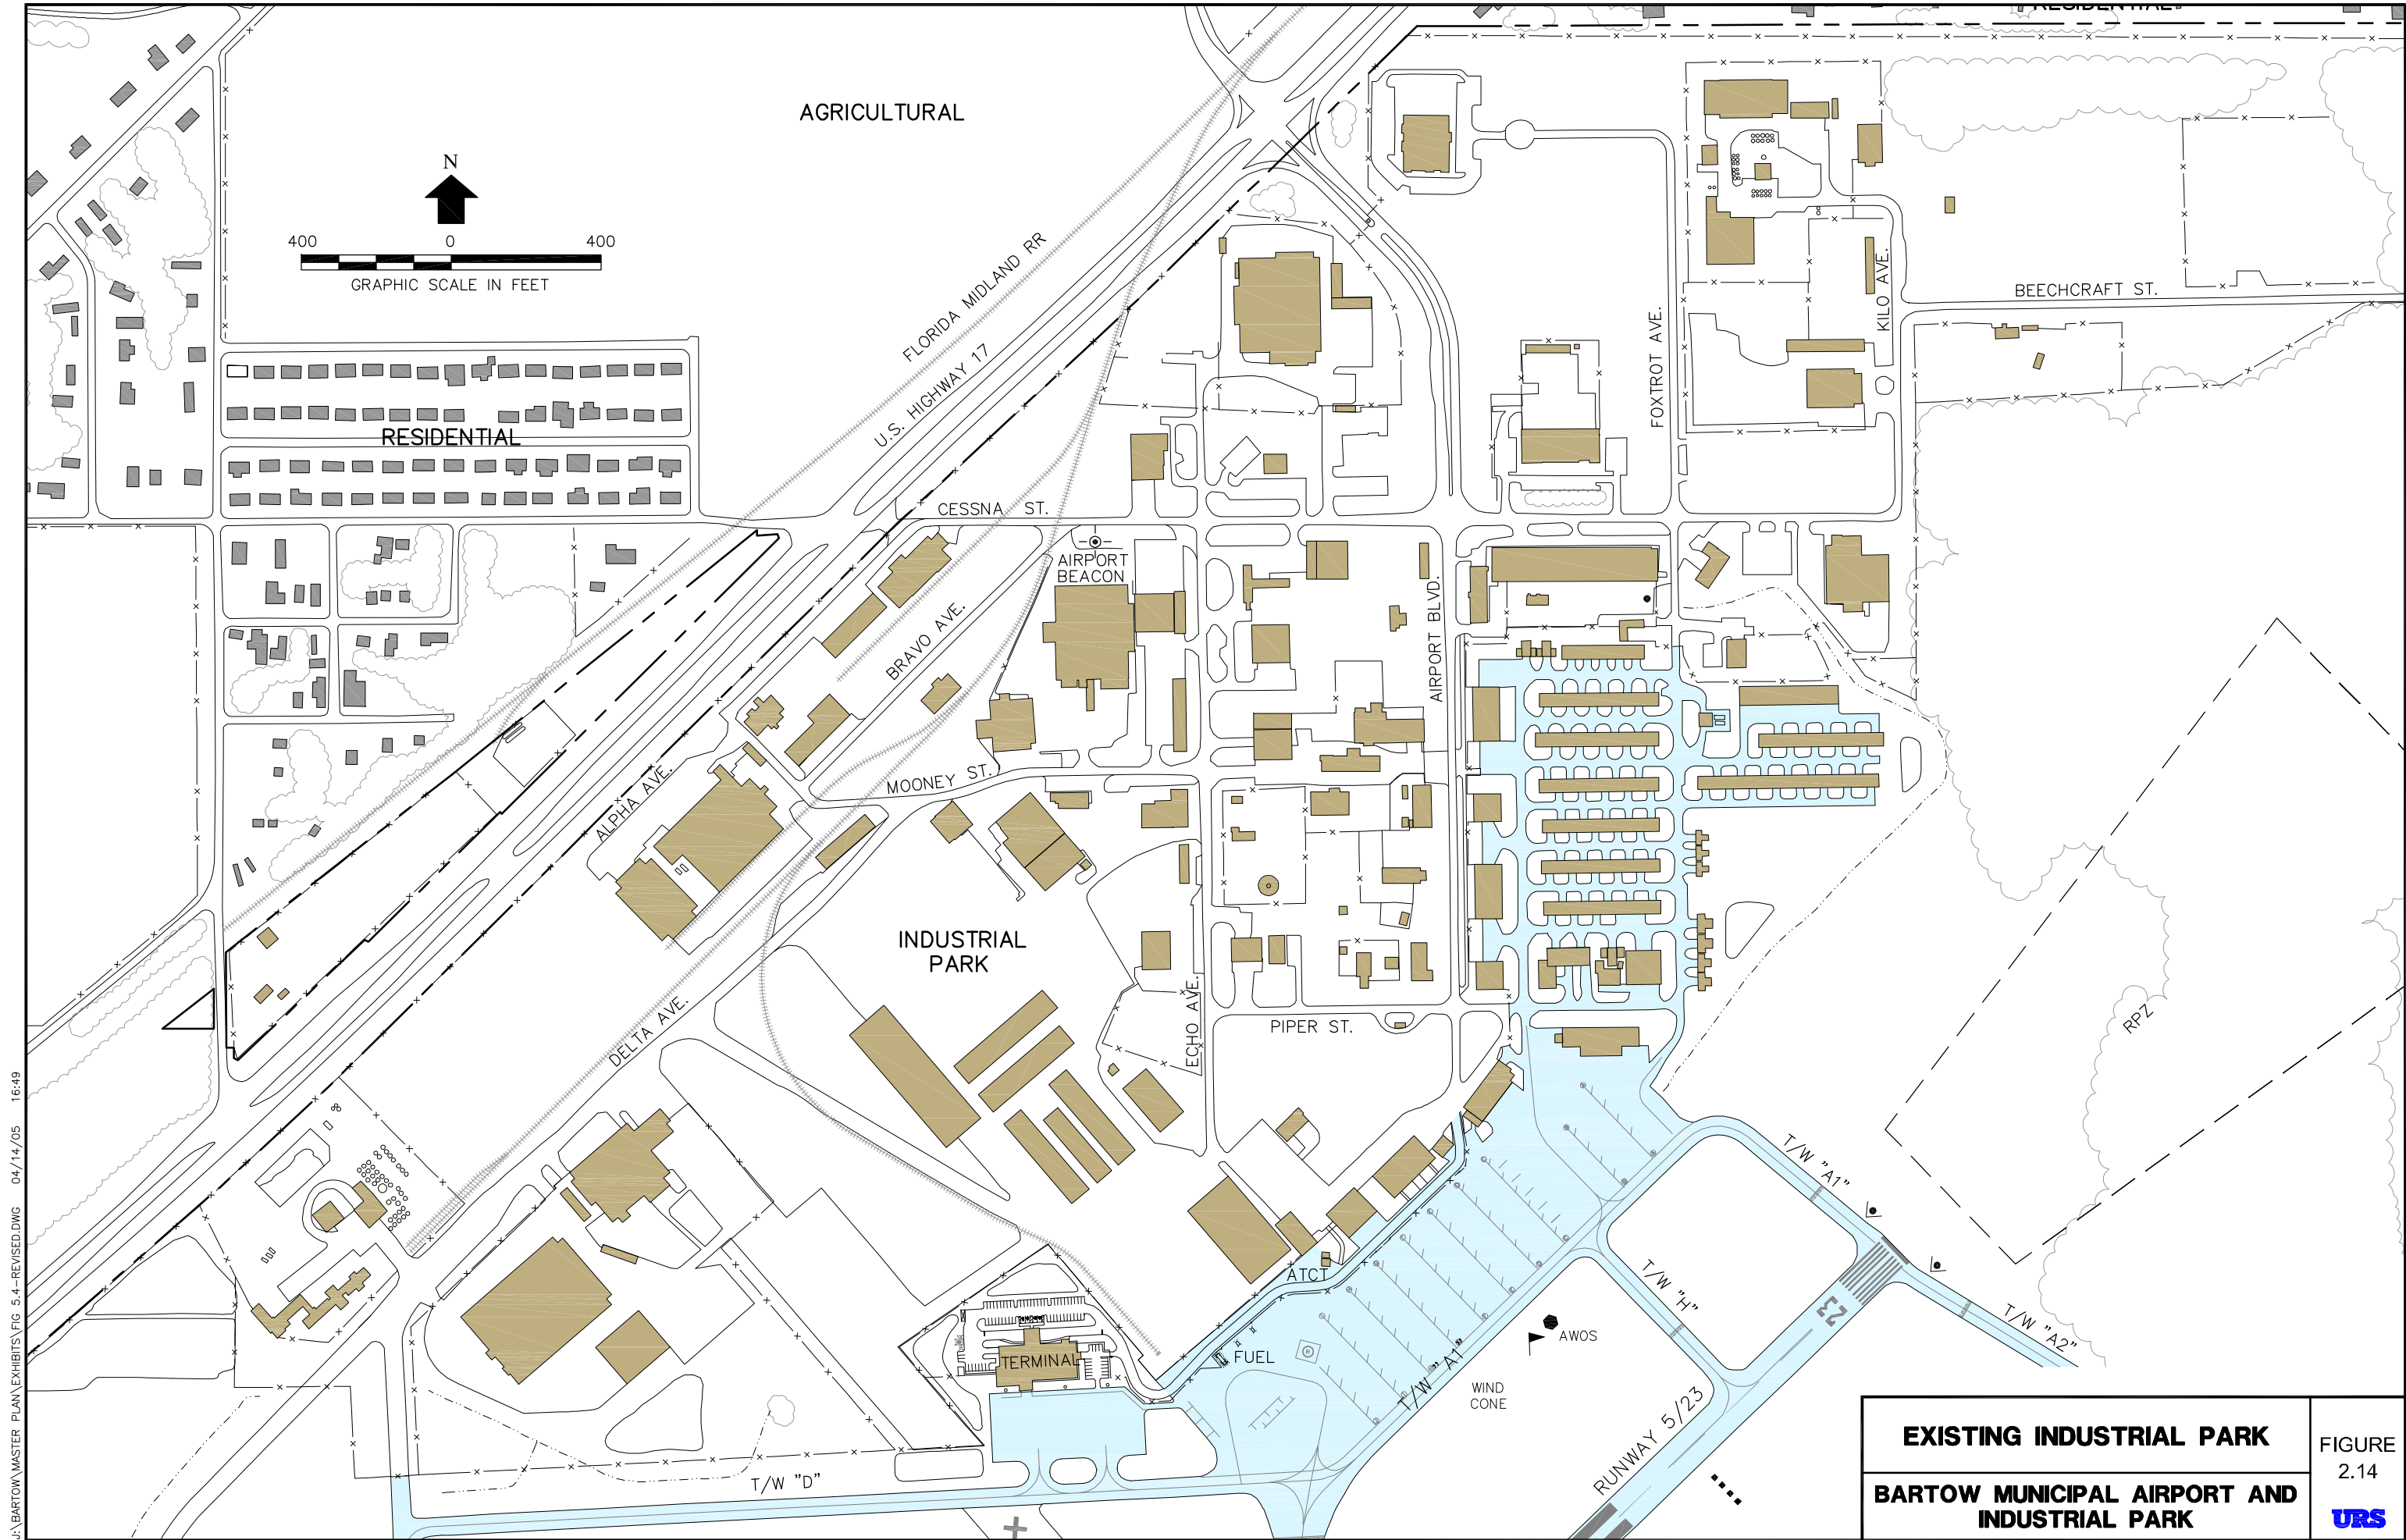 RESIDENTIAL
AGRICULTURAL
N
400 0 400
GRAPHIC SCALE IN FEET
FLORIDA MIDLAND RR
U.S. HIGHWAY 17
BEECHCRAFT ST.
KILO AVE.
FOXTROT AVE.
RESIDENTIAL
CESSNA ST.
AIRPORT
BEACON
BRAVO AVE.
AIRPORT BLVD.
MOONEY ST.
ALPHA AVE.
INDUSTRIAL
PARK
DELTA AVE.
ECHO AVE.
PIPER ST.
RPZ
T/W "A1"
T/W "H"
23
T/W "A2"
ATCT
AWOS
FUEL
TERMINAL
T/W "A1"
WIND
CONE
RUNWAY 5/23
T/W "D"
J:\BARTOW\MASTER PLAN\EXHIBITS\FIG 5.4-REVISED.DWG 04/14/05 16:49
EXISTING INDUSTRIAL PARK
BARTOW MUNICIPAL AIRPORT AND
INDUSTRIAL PARK
FIGURE
2.14
URS